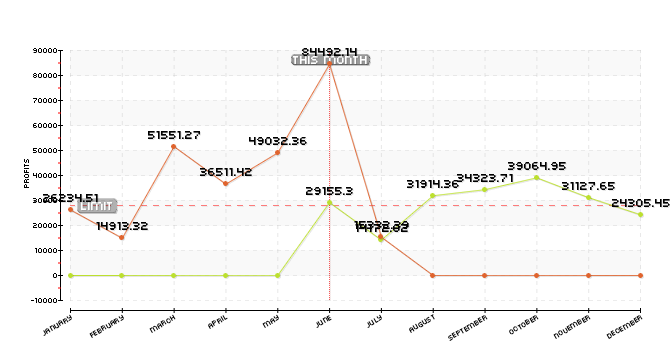 90000
84492.14
THIS MONTH
80000
70000
60000
51551.27
50000
49032.36
40000
39064.95
36511.42
34323.71
31914.36
31127.65
30000
29155.3
26234.51
LIMIT
24305.45
20000
14913.32
10000
0
-10000
PROFITS
JANUARY
FEBRUARY
MARCH
APRIL
MAY
JUNE
JULY
AUGUST
SEPTEMBER
OCTOBER
NOVEMBER
DECEMBER